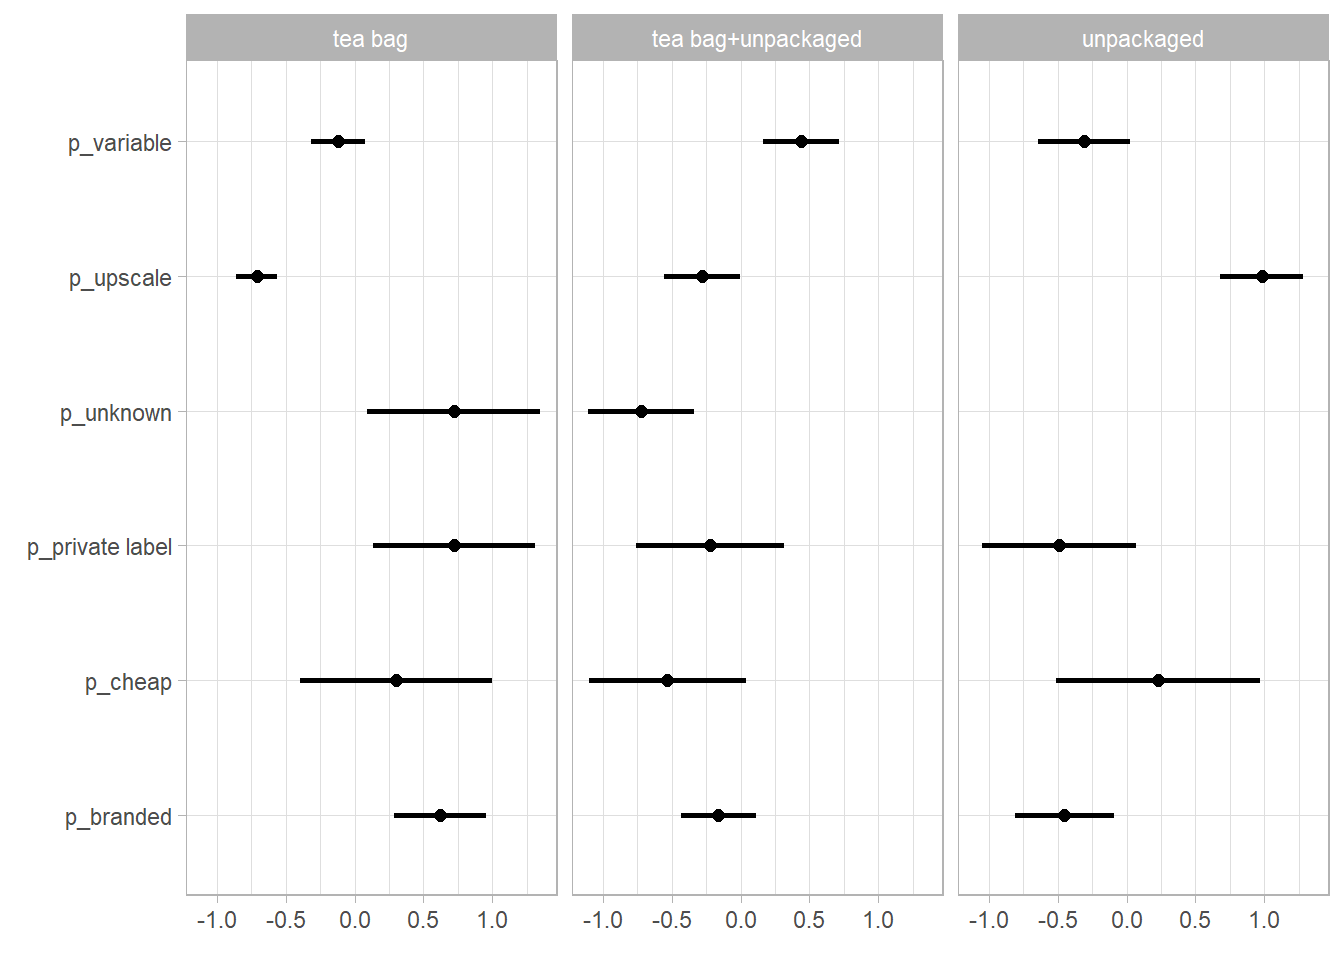 tea bag tea bag+unpackaged unpackaged
p_variable
p_upscale
p_unknown
p_private label
p_cheap
p_branded
-1.0 -0.5 0.0 0.5 1.0 -1.0 -0.5 0.0 0.5 1.0 -1.0 -0.5 0.0 0.5 1.0